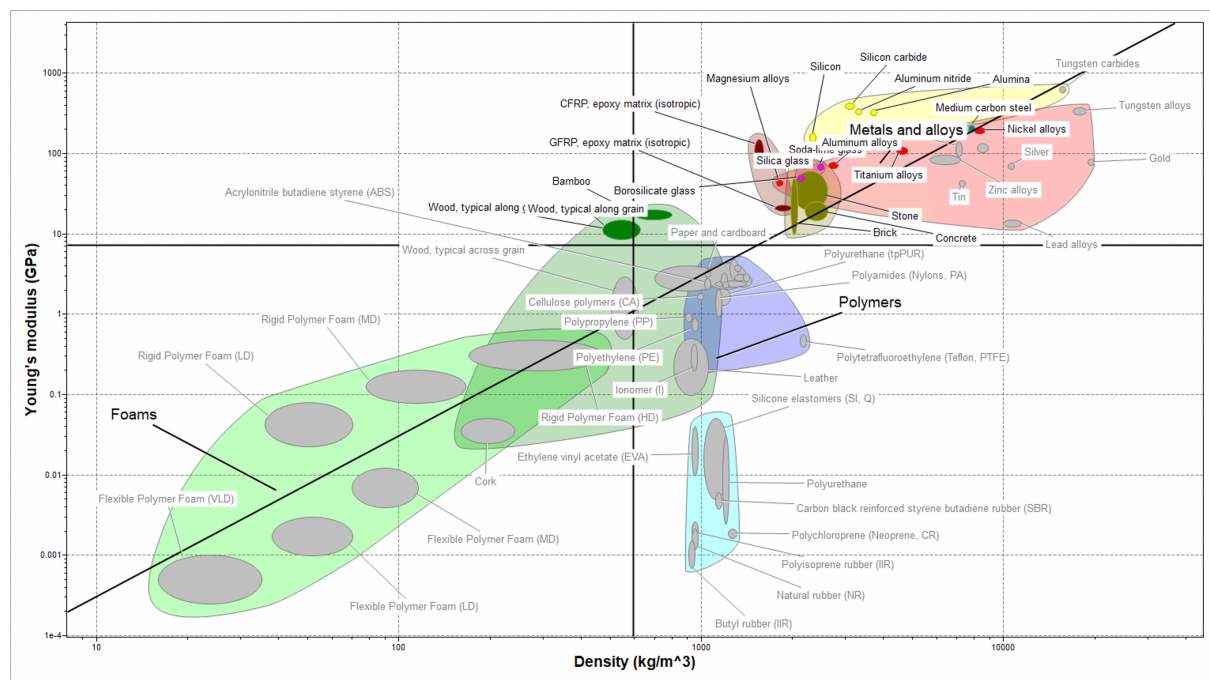 Silicon carbide
Tungsten carbides
Silicon
Aluminum nitride
Magnesium alloys
Alumina
1000
CFRP, epoxy matrix (isotropic)
Medium carbon steel
Tungsten alloys
Metals and alloys
Nickel alloys
GFRP, epoxy matrix (isotropic)
Aluminum alloys
Soda-lime glass
100
Silica glass
Silver
Gold
Titanium alloys
Bamboo
Borosilicate glass
Zinc alloys
Acrylonitrile butadiene styrene (ABS)
Tin
Wood, typical along g
Wood, typical along grain
Stone
10
Brick
Concrete
Lead alloys
Paper and cardboard
Wood, typical across grain
Polyurethane (tpPUR)
Polyamides (Nylons, PA)
Cellulose polymers (CA)
Polymers
1
Rigid Polymer Foam (MD)
Polypropylene (PP)
Rigid Polymer Foam (LD)
Polyethylene (PE)
Polytetrafluoroethylene (Teflon, PTFE)
Leather
Ionomer (I)
0.1
Silicone elastomers (SI, Q)
Foams
Rigid Polymer Foam (HD)
Ethylene vinyl acetate (EVA)
0.01
Cork
Polyurethane
Flexible Polymer Foam (VLD)
Carbon black reinforced styrene butadiene rubber (SBR)
Flexible Polymer Foam (MD)
Polychloroprene (Neoprene, CR)
0.001
Polyisoprene rubber (IIR)
Natural rubber (NR)
Flexible Polymer Foam (LD)
Butyl rubber (IIR)
1e-4
10
100
1000
10000
Young's modulus (GPa)
Density (kg/m^3)